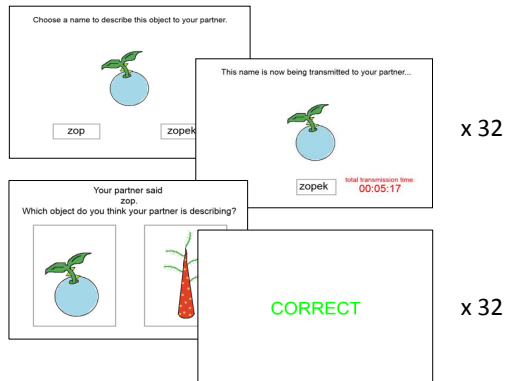 Choose a name to describe this object to your partner.
zop
zopek
This name is now being transmitted to your partner...
zopek
total transmission time:
00:05:17
x 32
Your partner said
zop.
Which object do you think your partner is describing?
CORRECT
x 32